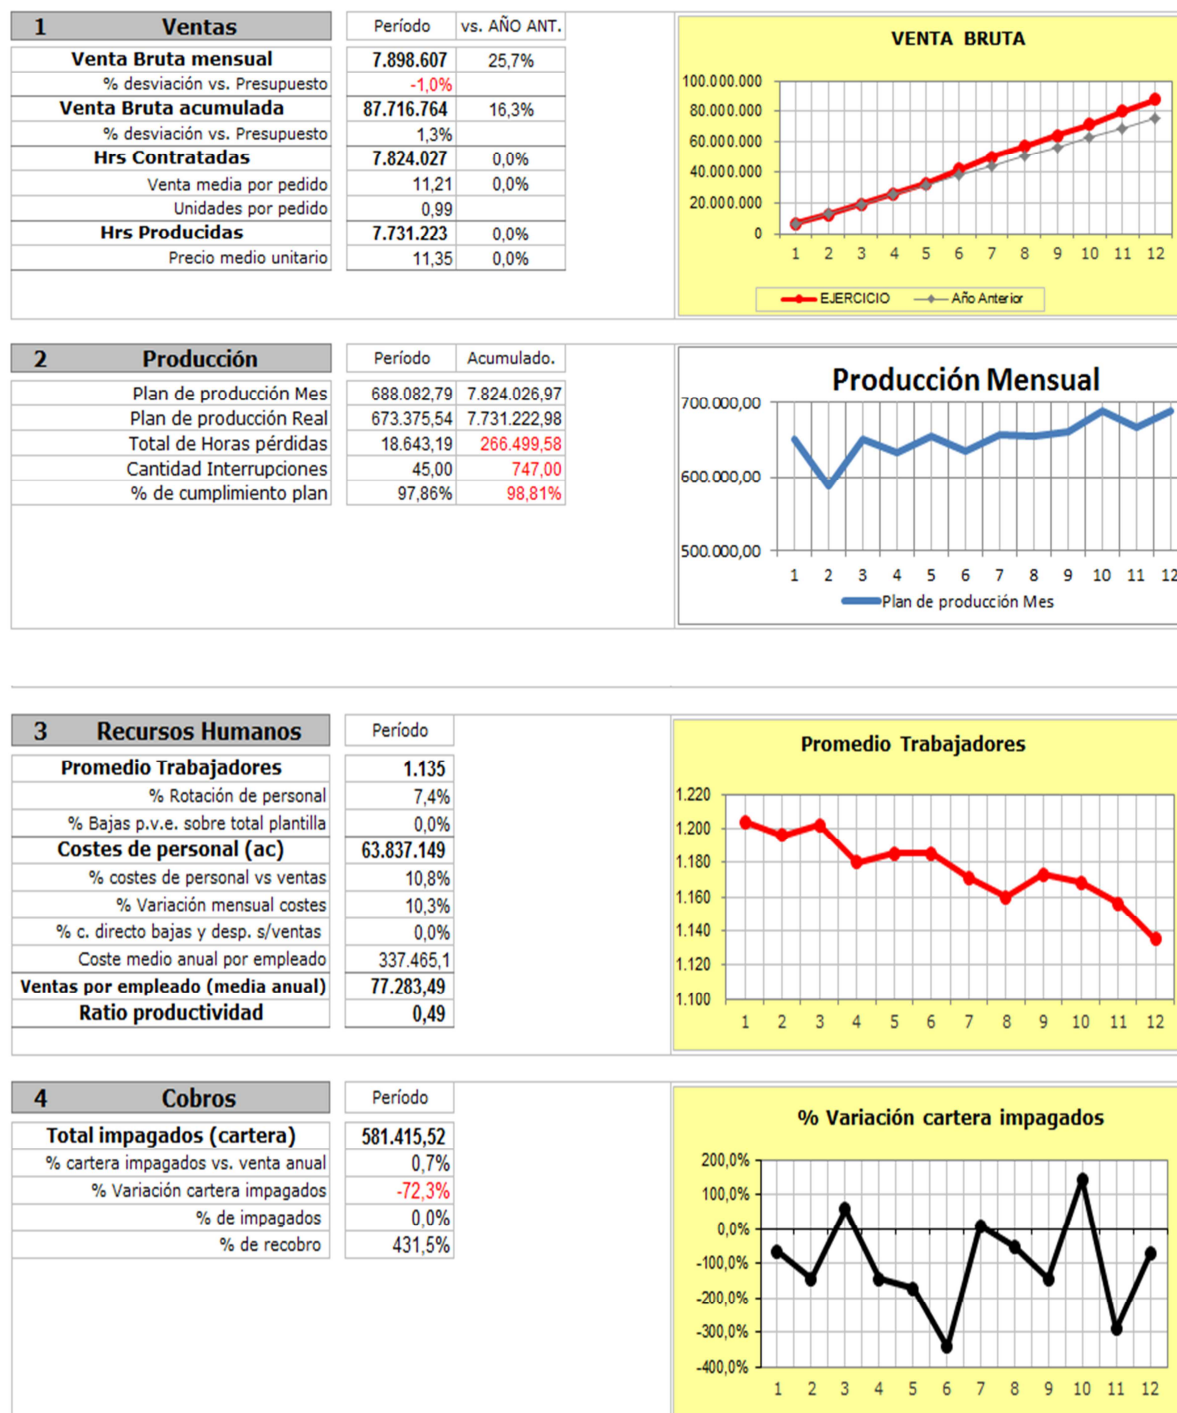 1 Ventas Período vs. AÑO ANT.
Venta Bruta mensual 7.898.607 25,7%
% desviación vs. Presupuesto -1,0%
Venta Bruta acumulada 87.716.764 16,3%
% desviación vs. Presupuesto 1,3%
Hrs Contratadas 7.824.027 0,0%
Venta media por pedido 11,21 0,0%
Unidades por pedido 0,99
Hrs Producidas 7.731.223 0,0%
Precio medio unitario 11,35 0,0%
VENTA BRUTA
100.000.000
80.000.000
60.000.000
40.000.000
20.000.000
0
1 2 3 4 5 6 7 8 9 10 11 12
EJERCICIO Año Anterior
2 Producción Período Acumulado.
Plan de producción Mes 688.082,79 7.824.026,97
Plan de producción Real 673.375,54 7.731.222,98
Total de Horas pérdidas 18.643,19 266.499,58
Cantidad Interrupciones 45,00 747,00
% de cumplimiento plan 97,86% 98,81%
Producción Mensual
700.000,00
600.000,00
500.000,00
1 2 3 4 5 6 7 8 9 10 11 12
Plan de producción Mes
3 Recursos Humanos Período
Promedio Trabajadores 1.135
% Rotación de personal 7,4%
% Bajas p.v.e. sobre total plantilla 0,0%
Costes de personal (ac) 63.837.149
% costes de personal vs ventas 10,8%
% Variación mensual costes 10,3%
% c. directo bajas y desp. s/ventas 0,0%
Coste medio anual por empleado 337.465,1
Ventas por empleado (media anual) 77.283,49
Ratio productividad 0,49
Promedio Trabajadores
1.220
1.200
1.180
1.160
1.140
1.120
1.100
1 2 3 4 5 6 7 8 9 10 11 12
4 Cobros Período
Total impagados (cartera) 581.415,52
% cartera impagados vs. venta anual 0,7%
% Variación cartera impagados -72,3%
% de impagados 0,0%
% de recobro 431,5%
% Variación cartera impagados
200,0%
100,0%
0,0%
-100,0%
-200,0%
-300,0%
-400,0%
1 2 3 4 5 6 7 8 9 10 11 12